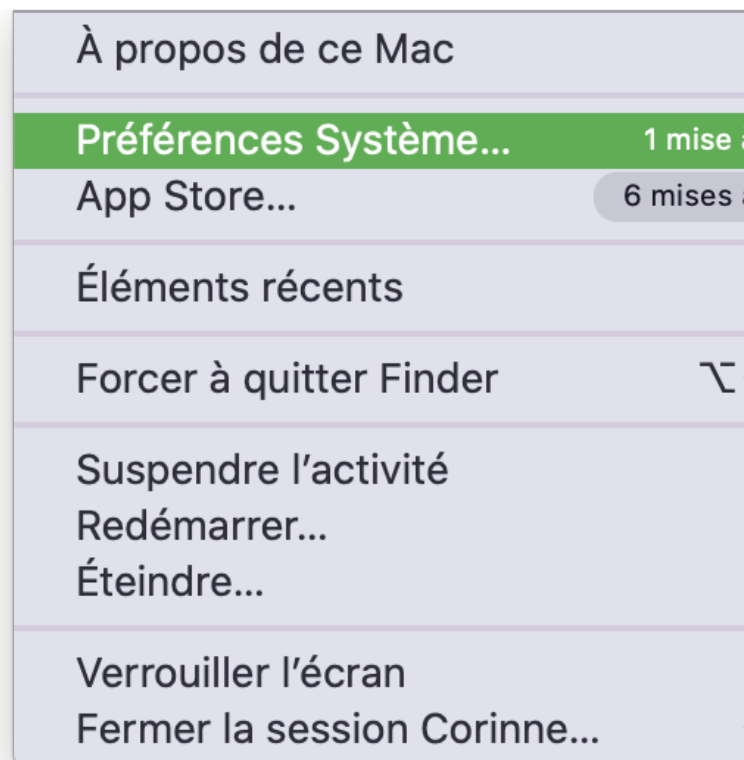 À propos de ce Mac
Préférences Système... 1 mise
App Store... 6 mises
Éléments récents
Forcer à quitter Finder ⌥
Suspendre l’activité
Redémarrer...
Éteindre...
Verrouiller l’écran
Fermer la session Corinne...